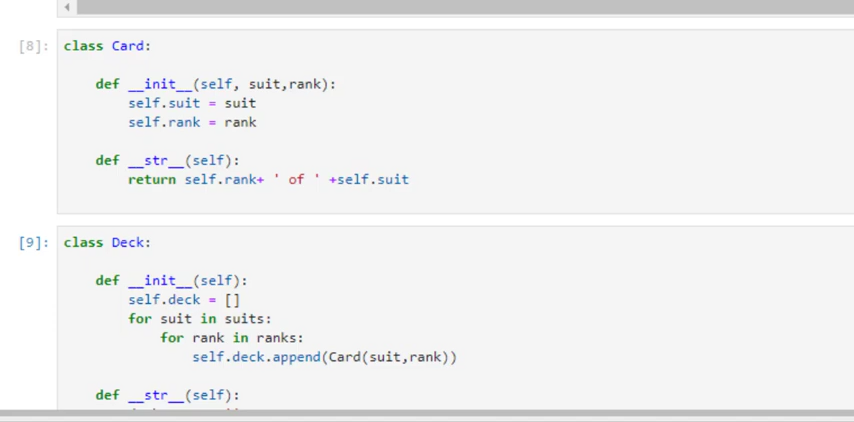 [8]: class Card:
def __init__(self, suit,rank):
self.suit = suit
self.rank = rank
def __str__(self):
return self.rank+ ' of ' +self.suit
[9]: class Deck:
def __init__(self):
self.deck = []
for suit in suits:
for rank in ranks:
self.deck.append(Card(suit,rank))
def __str__(self):